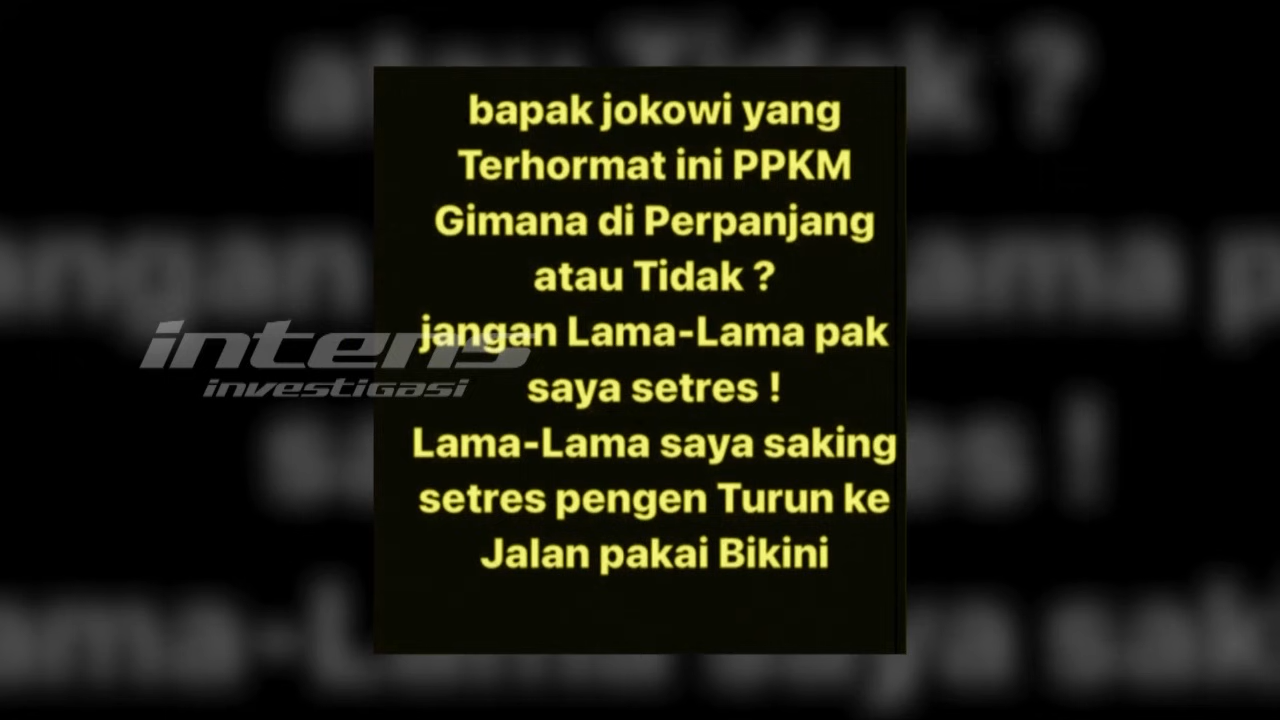 bapak jokowi yang
Terhormat ini PPKM
Gimana di Perpanjang
atau Tidak ?
jangan Lama-Lama pak
saya setres !
Lama-Lama saya saking
setres pengen Turun ke
Jalan pakai Bikini
intens
investigasi